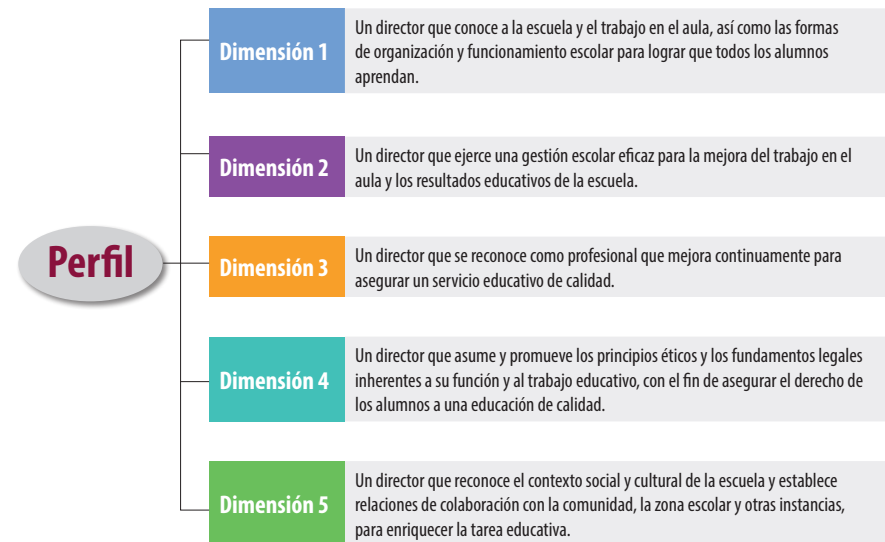 Perfil
Dimensión 1
Un director que conoce a la escuela y el trabajo en el aula, así como las formas
de organización y funcionamiento escolar para lograr que todos los alumnos
aprendan.
Dimensión 2
Un director que ejerce una gestión escolar eficaz para la mejora del trabajo en el
aula y los resultados educativos de la escuela.
Dimensión 3
Un director que se reconoce como profesional que mejora continuamente para
asegurar un servicio educativo de calidad.
Dimensión 4
Un director que asume y promueve los principios éticos y los fundamentos legales
inherentes a su función y al trabajo educativo, con el fin de asegurar el derecho de
los alumnos a una educación de calidad.
Dimensión 5
Un director que reconoce el contexto social y cultural de la escuela y establece
relaciones de colaboración con la comunidad, la zona escolar y otras instancias,
para enriquecer la tarea educativa.